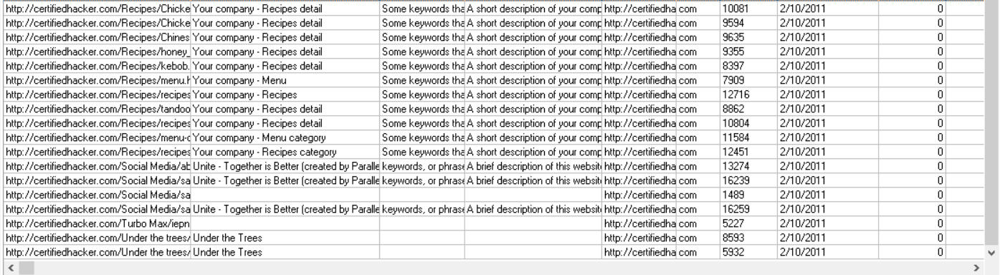 http://certifiedhacker.com/Recipes/Chicke Your company - Recipes detail Some keywords tha A short description of your comp http://certifiedha com 10081 2/10/2011 0
http://certifiedhacker.com/Recipes/Chicke Your company - Recipes detail Some keywords tha A short description of your comp http://certifiedha com 9594 2/10/2011 0
http://certifiedhacker.com/Recipes/Chines Your company - Recipes detail Some keywords tha A short description of your comp http://certifiedha com 9635 2/10/2011 0
http://certifiedhacker.com/Recipes/honey_ Your company - Recipes detail Some keywords tha A short description of your comp http://certifiedha com 9355 2/10/2011 0
http://certifiedhacker.com/Recipes/kebob. Your company - Recipes detail Some keywords tha A short description of your comp http://certifiedha com 8397 2/10/2011 0
http://certifiedhacker.com/Recipes/menu.h Your company - Menu Some keywords tha A short description of your comp http://certifiedha com 7909 2/10/2011 0
http://certifiedhacker.com/Recipes/recipes Your company - Recipes Some keywords tha A short description of your comp http://certifiedha com 12716 2/10/2011 0
http://certifiedhacker.com/Recipes/tandoo Your company - Recipes detail Some keywords tha A short description of your comp http://certifiedha com 8862 2/10/2011 0
http://certifiedhacker.com/Recipes/recipes Your company - Recipes detail Some keywords tha A short description of your comp http://certifiedha com 10804 2/10/2011 0
http://certifiedhacker.com/Recipes/menu-c Your company - Menu category Some keywords tha A short description of your comp http://certifiedha com 11584 2/10/2011 0
http://certifiedhacker.com/Recipes/recipes Your company - Recipes category Some keywords tha A short description of your comp http://certifiedha com 12451 2/10/2011 0
http://certifiedhacker.com/Social Media/ab Unite - Together is Better (created by Paralle keywords, or phrase A brief description of this websit http://certifiedha com 13274 2/10/2011 0
http://certifiedhacker.com/Social Media/sa Unite - Together is Better (created by Paralle keywords, or phrase A brief description of this websit http://certifiedha com 16239 2/10/2011 0
http://certifiedhacker.com/Social Media/sa http://certifiedha com 1489 2/10/2011 0
http://certifiedhacker.com/Social Media/sa Unite - Together is Better (created by Paralle keywords, or phrase A brief description of this websit http://certifiedha com 16259 2/10/2011 0
http://certifiedhacker.com/Turbo Max/iepn http://certifiedha com 5227 2/10/2011 0
http://certifiedhacker.com/Under the trees/ Under the Trees http://certifiedha com 8593 2/10/2011 0
http://certifiedhacker.com/Under the trees/ Under the Trees http://certifiedha com 5932 2/10/2011 0